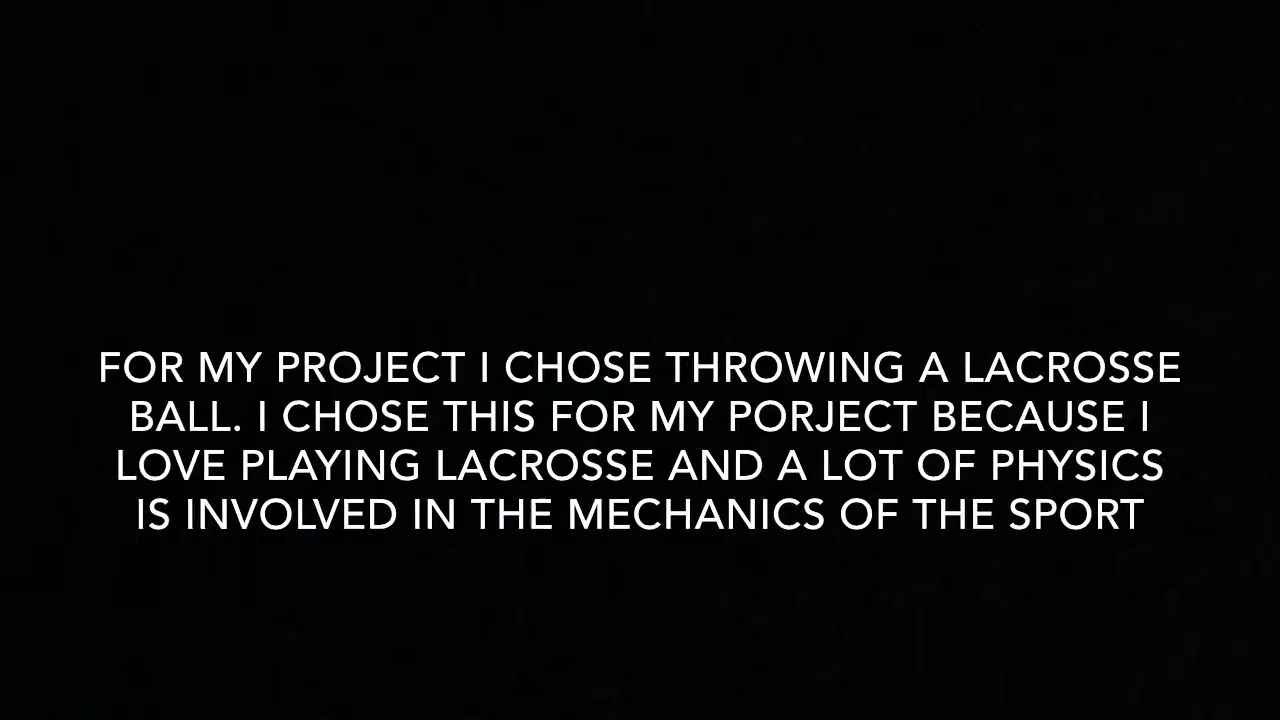 FOR MY PROJECT I CHOSE THROWING A LACROSSE
BALL. I CHOSE THIS FOR MY PORJECT BECAUSE I
LOVE PLAYING LACROSSE AND A LOT OF PHYSICS
IS INVOLVED IN THE MECHANICS OF THE SPORT